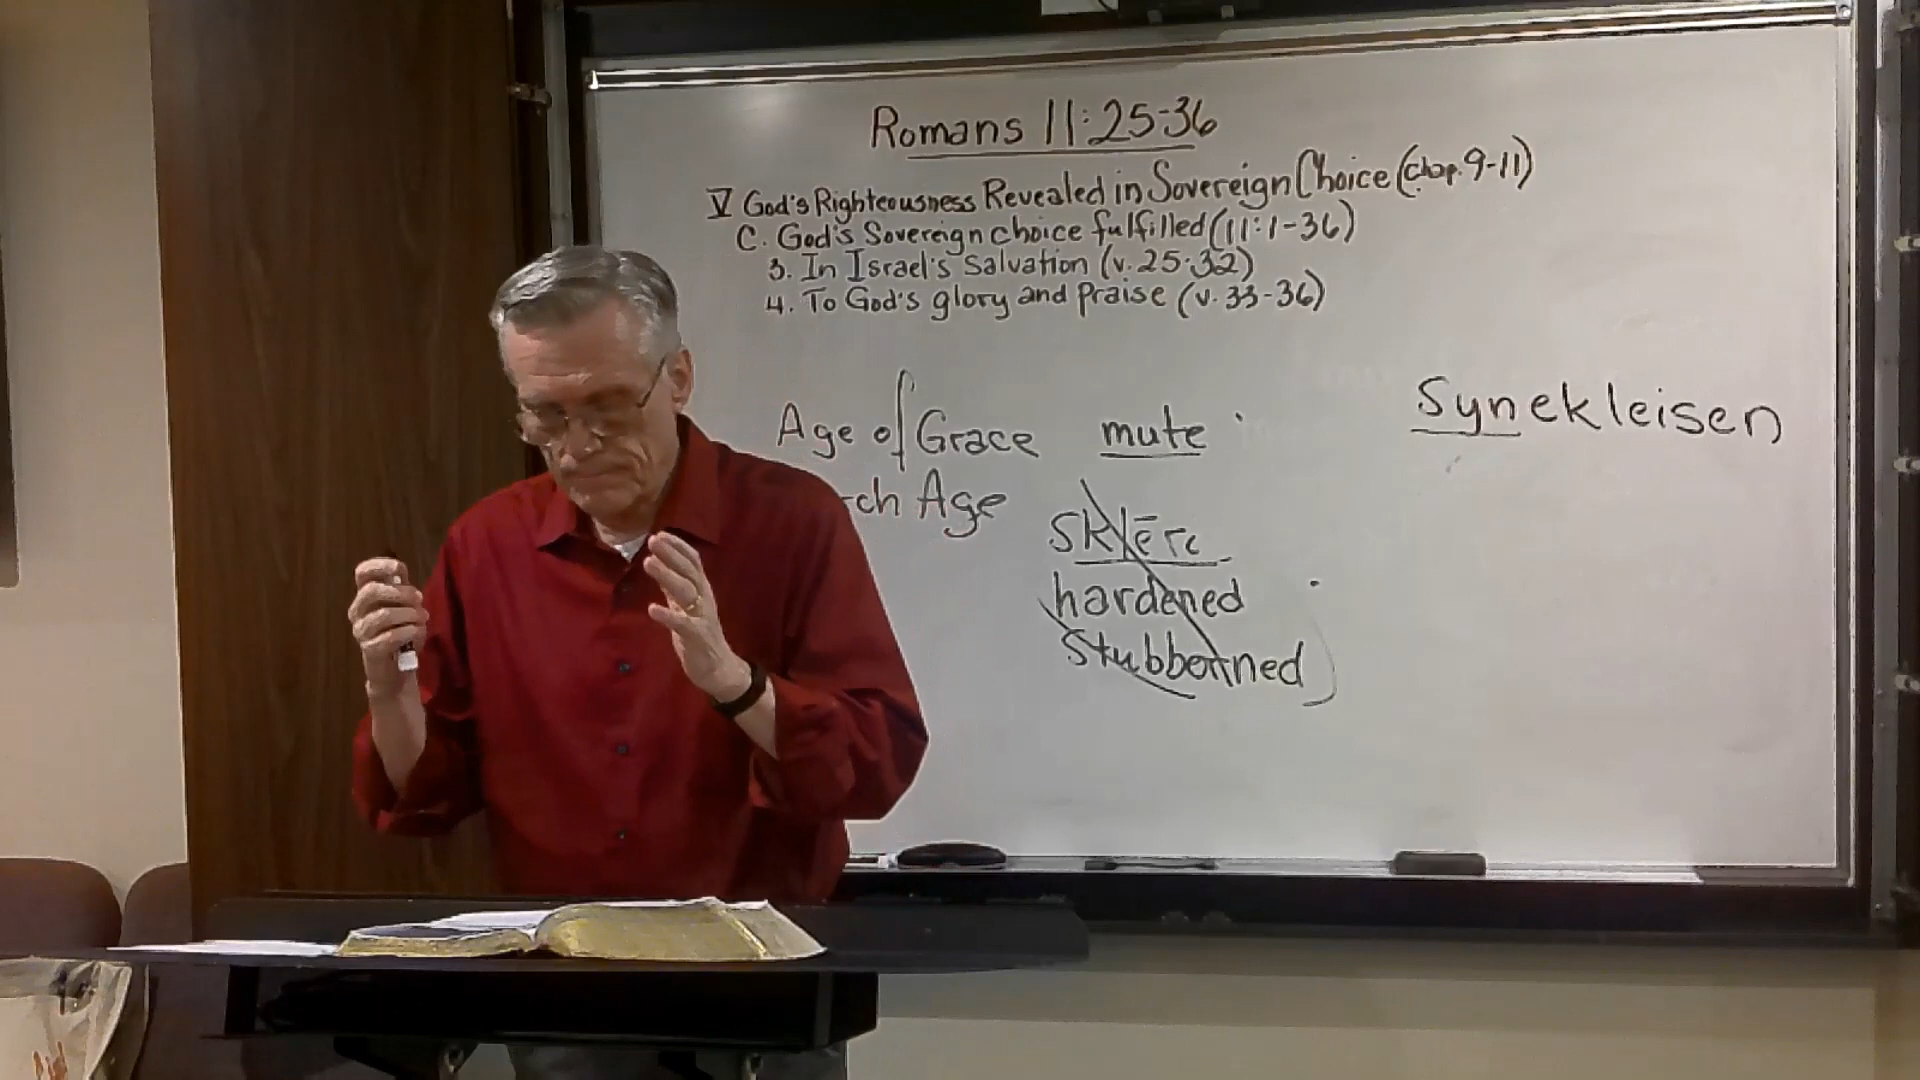 Romans 11:25-36
V God's Righteousness Revealed in Sovereign Choice (chap. 9-11)
C. God's Sovereign choice fulfilled (11:1-36)
3. In Israel's Salvation (v. 25-32)
4. To God's glory and Praise (v. 33-36)
Age of Grace
ch Age
mute
hardened
Synekleisen